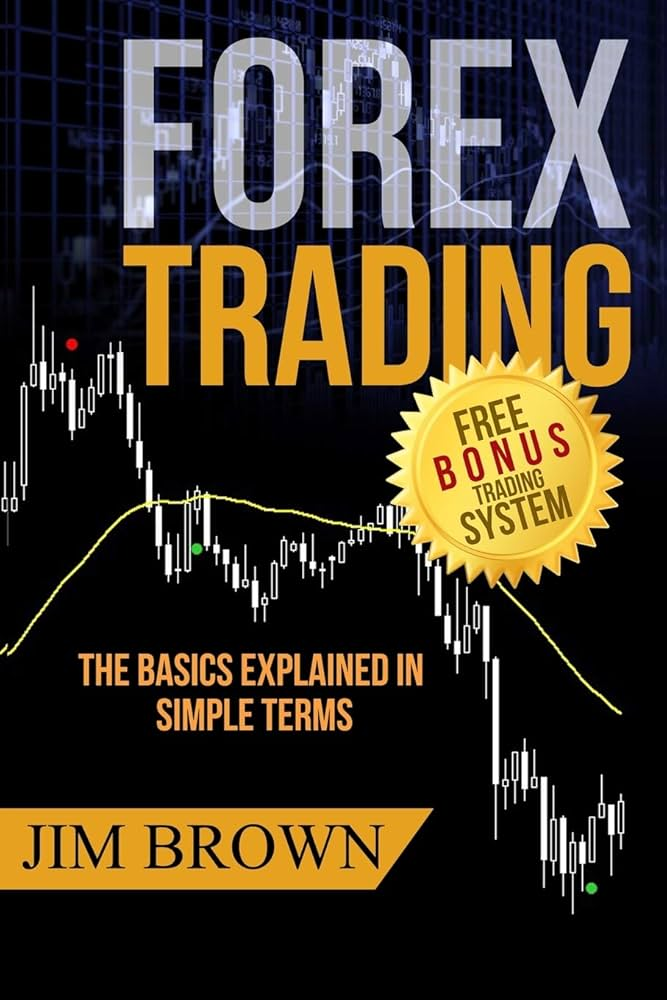 FOREX
TRADING
FREE
BONUS
TRADING
SYSTEM
THE BASICS EXPLAINED IN
SIMPLE TERMS
JIM BROWN